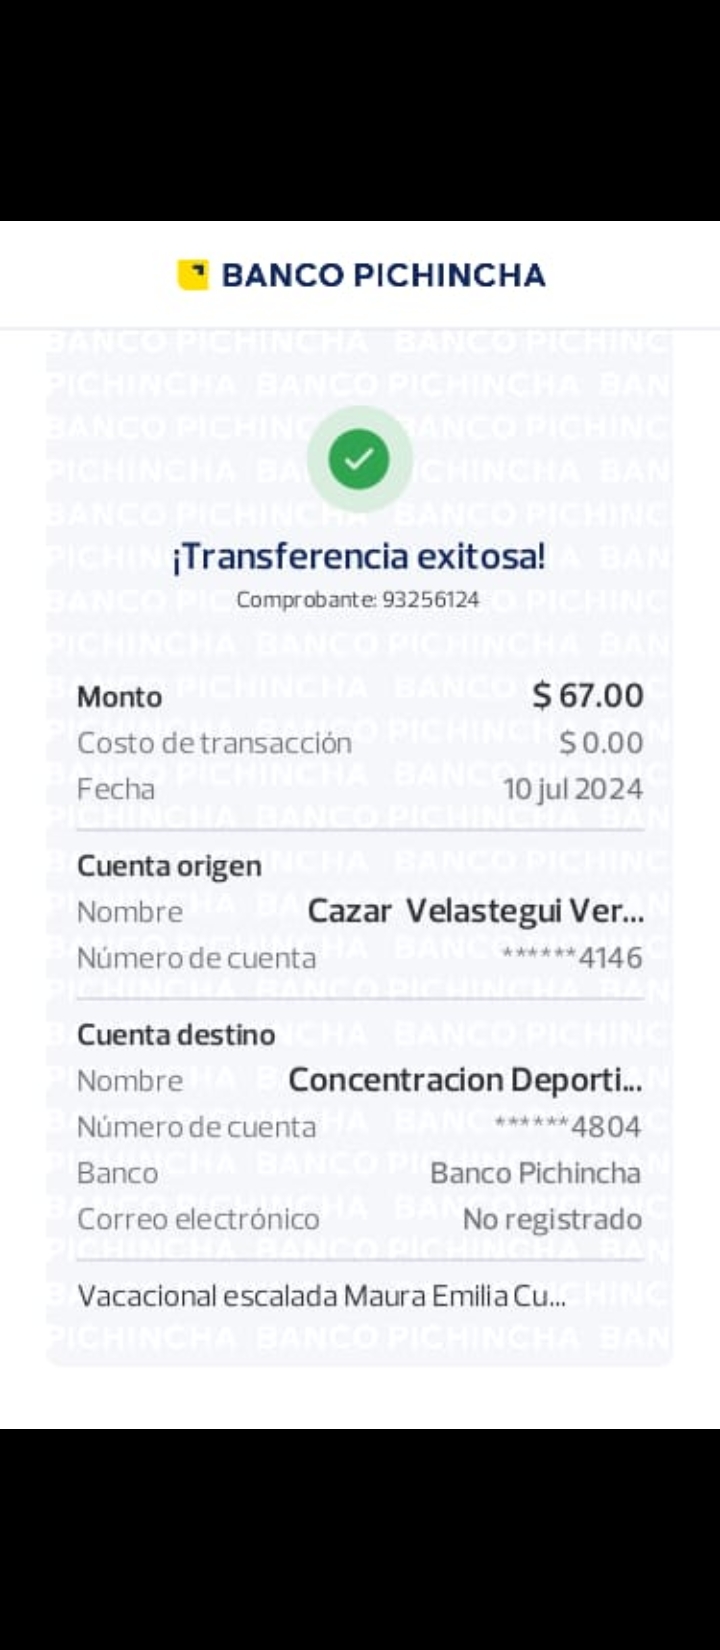 BANCO PICHINCHA
¡Transferencia exitosa!
Comprobante: 93256124
Monto $ 67.00
Costo de transacción $ 0.00
Fecha 10 jul 2024
Cuenta origen
Nombre Cazar  Velastegui Ver...
Número de cuenta ******4146
Cuenta destino
Nombre Concentracion Deporti...
Número de cuenta ******4804
Banco Banco Pichincha
Correo electrónico No registrado
Vacacional escalada Maura Emilia Cu...